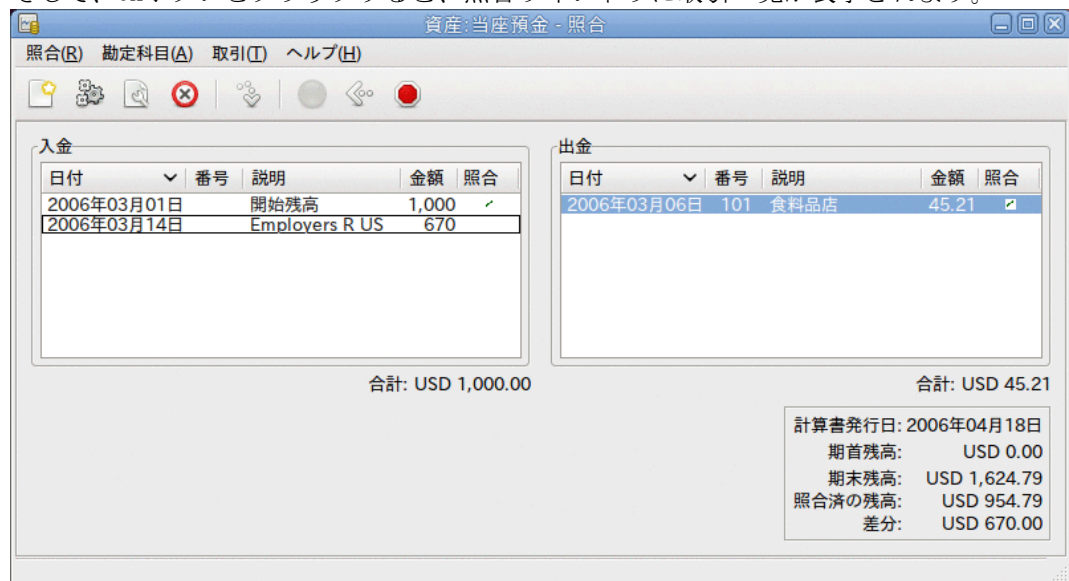 資産:当座預金 - 照合
照合(R) 勘定科目(A) 取引(T) ヘルプ(H)
入金
日付 番号 説明 金額 照合
2006年03月01日 開始残高 1,000
2006年03月14日 Employers R US 670
合計: USD 1,000.00
出金
日付 番号 説明 金額 照合
2006年03月06日 101 食料品店 45.21
合計: USD 45.21
計算書発行日: 2006年04月18日
期首残高: USD 0.00
期末残高: USD 1,624.79
照合済の残高: USD 954.79
差分: USD 670.00